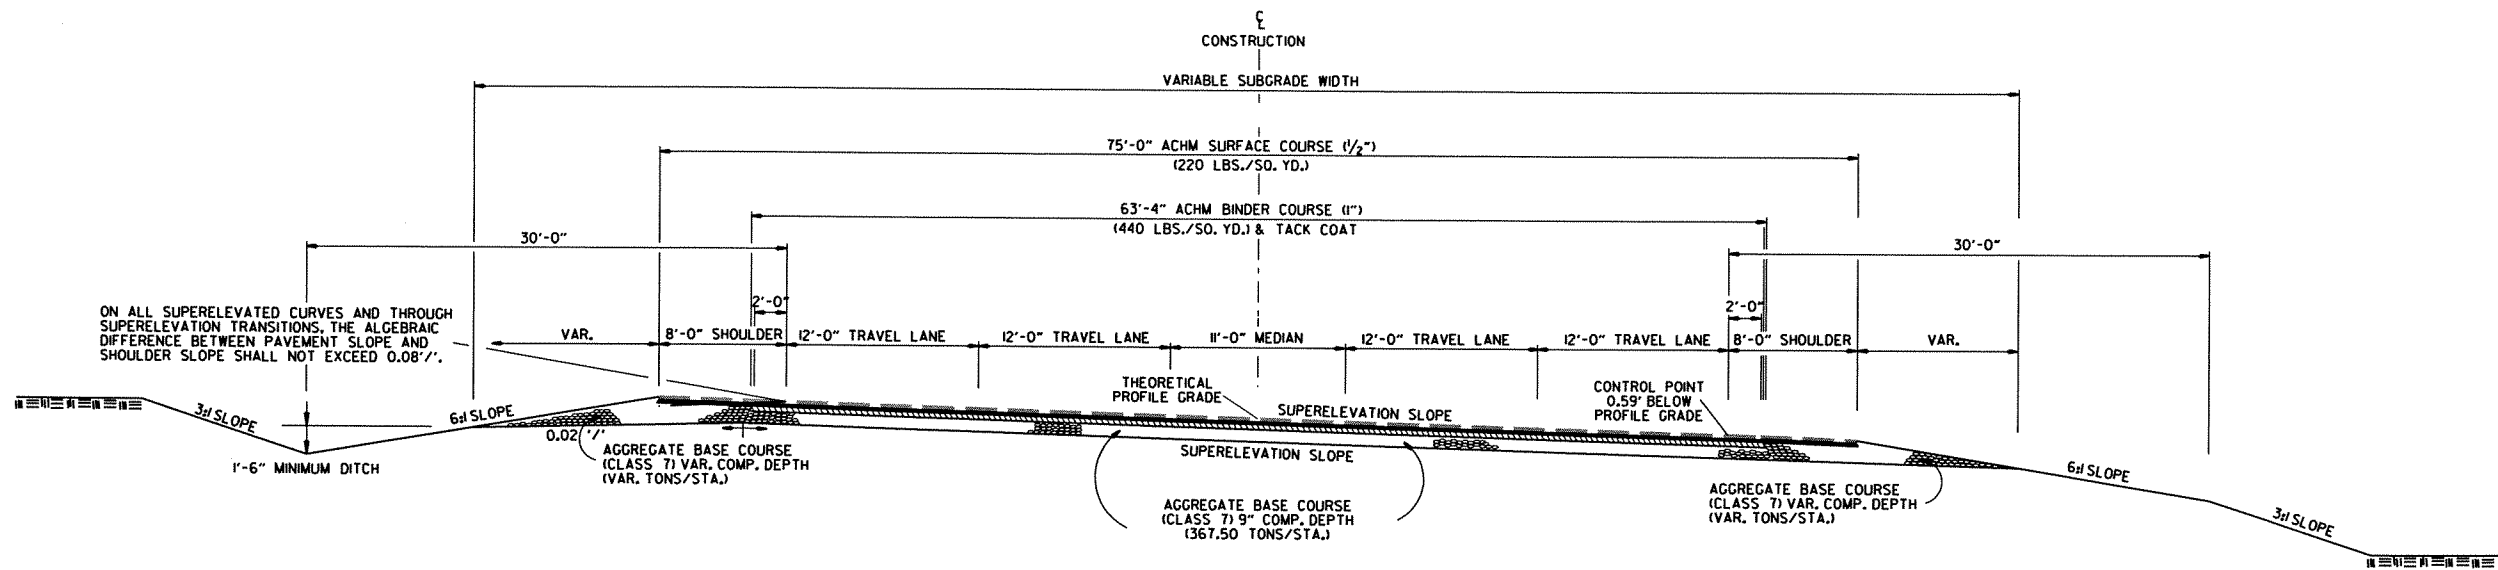 CL
CONSTRUCTION
VARIABLE SUBGRADE WIDTH
75'-0" ACHM SURFACE COURSE (1/2")
(220 LBS./SQ. YD.)
63'-4" ACHM BINDER COURSE (1")
(440 LBS./SQ. YD.) & TACK COAT
30'-0"
30'-0"
2'-0"
2'-0"
ON ALL SUPERELEVATED CURVES AND THROUGH
SUPERELEVATION TRANSITIONS, THE ALGEBRAIC
DIFFERENCE BETWEEN PAVEMENT SLOPE AND
SHOULDER SLOPE SHALL NOT EXCEED 0.08'/'.
VAR.
8'-0" SHOULDER
12'-0" TRAVEL LANE
12'-0" TRAVEL LANE
11'-0" MEDIAN
12'-0" TRAVEL LANE
12'-0" TRAVEL LANE
8'-0" SHOULDER
VAR.
THEORETICAL
PROFILE GRADE
CONTROL POINT
0.59' BELOW
PROFILE GRADE
3:1 SLOPE
6:1 SLOPE
SUPERELEVATION SLOPE
0.02 '/'
1'-6" MINIMUM DITCH
AGGREGATE BASE COURSE
(CLASS 7) VAR. COMP. DEPTH
(VAR. TONS/STA.)
SUPERELEVATION SLOPE
AGGREGATE BASE COURSE
(CLASS 7) 9" COMP. DEPTH
(367.50 TONS/STA.)
AGGREGATE BASE COURSE
(CLASS 7) VAR. COMP. DEPTH
(VAR. TONS/STA.)
6:1 SLOPE
3:1 SLOPE